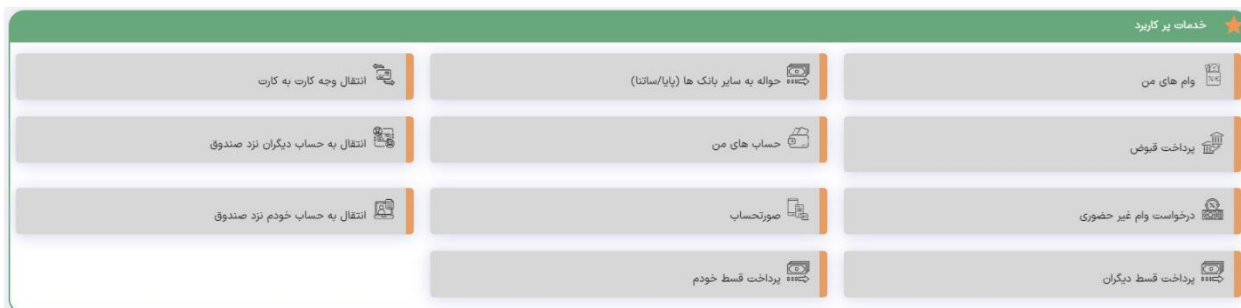 خدمات پر کاربرد
وام های من
حواله به سایر بانک ها (پایا/ساتنا)
انتقال وجه کارت به کارت
پرداخت قبوض
حساب های من
انتقال به حساب دیگران نزد صندوق
درخواست وام غیر حضوری
صورتحساب
انتقال به حساب خودم نزد صندوق
پرداخت قسط دیگران
پرداخت قسط خودم